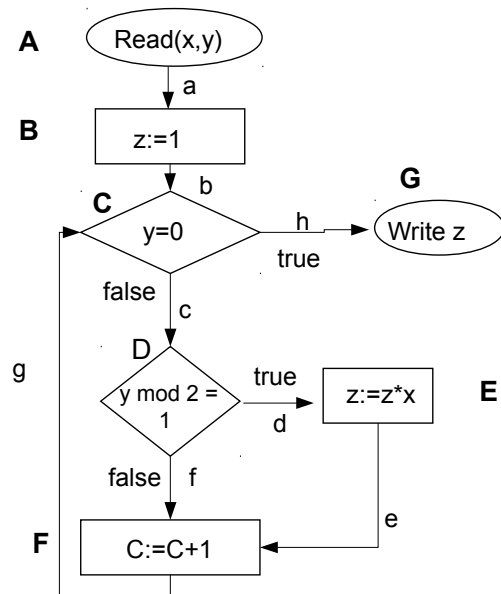 A
Read(x,y)
a
B
z:=1
b
C
G
y=0
h
true
Write z
false
c
g
D
true
y mod 2 =
1
d
z:=z*x
E
false
f
e
F
C:=C+1